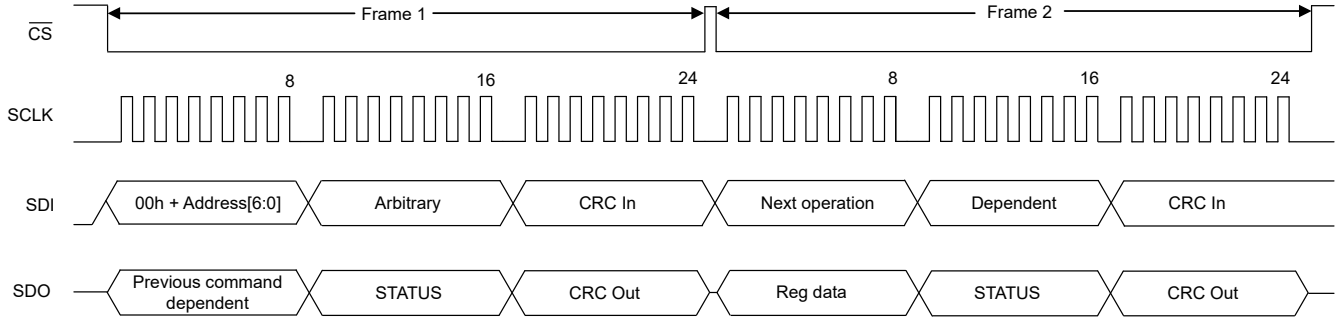 Frame 1
Frame 2
CS
8
16
24
8
16
24
SCLK
SDI
00h + Address[6:0]
Arbitrary
CRC In
Next operation
Dependent
CRC In
SDO
Previous command
dependent
STATUS
CRC Out
Reg data
STATUS
CRC Out